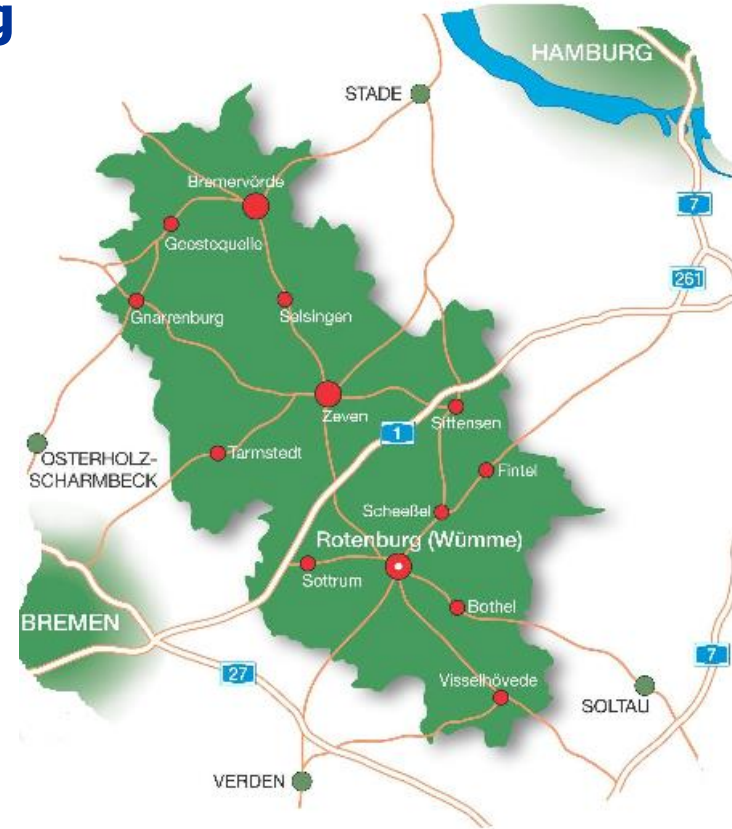 g
HAMBURG
STADE
Bremervörde
7
Geestequelle
261
Gnarrenburg
Selsingen
Zeven
Sittensen
1
OSTERHOLZ-
SCHARMBECK
Tarmstedt
Fintel
Scheeßel
Rotenburg (Wümme)
Sottrum
Bothel
BREMEN
7
27
Visselhövede
SOLTAU
VERDEN